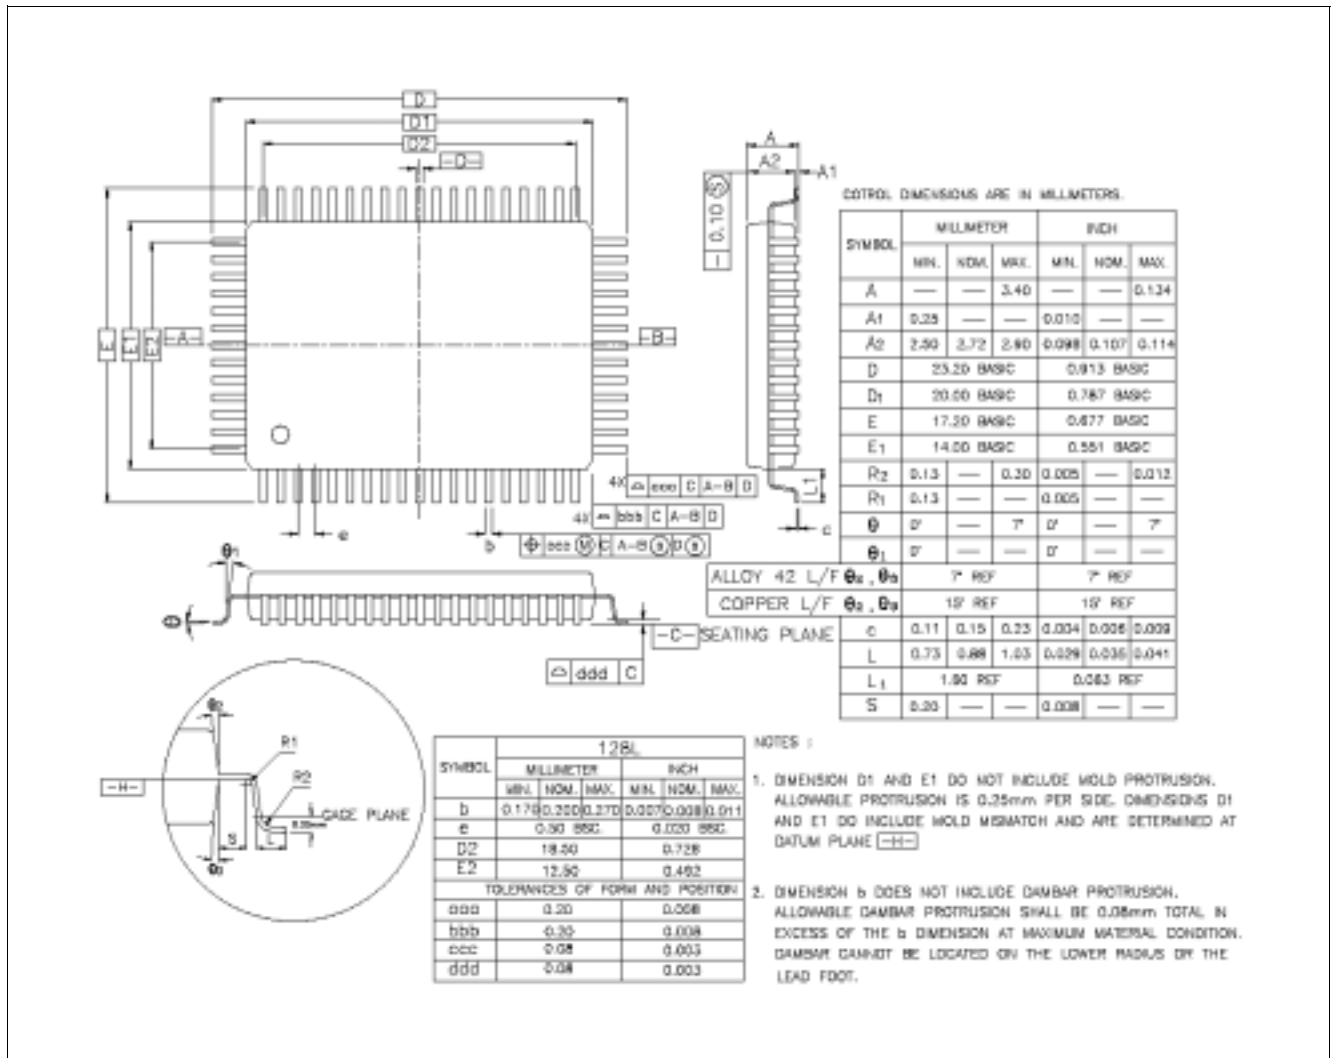 D
D1
D2
-D-
A
A2
A1
0.10 S
E
E1
E2
-A-
-B-
L1
c
4X aaa C A-B D
4X bbb C A-B D
e
b
ccc M C A-B S D S
θ1
θ
-C- SEATING PLANE
ddd C
COTROL DIMENSIONS ARE IN MILLIMETERS.
SYMBOL MILLIMETER INCH
MIN. NOM. MAX. MIN. NOM. MAX.
A — — 3.40 — — 0.134
A1 0.25 — — 0.010 — —
A2 2.50 2.72 2.90 0.098 0.107 0.114
D 23.20 BASIC 0.913 BASIC
D1 20.00 BASIC 0.787 BASIC
E 17.20 BASIC 0.677 BASIC
E1 14.00 BASIC 0.551 BASIC
R2 0.13 — 0.30 0.005 — 0.012
R1 0.13 — — 0.005 — —
θ 0° — 7° 0° — 7°
θ1 0° — — 0° — —
ALLOY 42 L/F θ2, θ3 7° REF 7° REF
COPPER L/F θ2, θ3 15° REF 15° REF
c 0.11 0.15 0.23 0.004 0.006 0.009
L 0.73 0.88 1.03 0.029 0.035 0.041
L1 1.60 REF 0.063 REF
S 0.20 — — 0.008 — —
θ2
R1
R2
-H-
GAGE PLANE
S
L
θ3
128L
SYMBOL MILLIMETER INCH
MIN. NOM. MAX. MIN. NOM. MAX.
b 0.170 0.200 0.270 0.007 0.008 0.011
e 0.50 BSC. 0.020 BSC.
D2 18.50 0.728
E2 12.50 0.492
TOLERANCES OF FORM AND POSITION
aaa 0.20 0.008
bbb 0.20 0.008
ccc 0.08 0.003
ddd 0.08 0.003
NOTES :
1. DIMENSION D1 AND E1 DO NOT INCLUDE MOLD PROTRUSION.
ALLOWABLE PROTRUSION IS 0.25mm PER SIDE. DIMENSIONS D1
AND E1 DO INCLUDE MOLD MISMATCH AND ARE DETERMINED AT
DATUM PLANE -H-
2. DIMENSION b DOES NOT INCLUDE DAMBAR PROTRUSION.
ALLOWABLE DAMBAR PROTRUSION SHALL BE 0.08mm TOTAL IN
EXCESS OF THE b DIMENSION AT MAXIMUM MATERIAL CONDITION.
DAMBAR CANNOT BE LOCATED ON THE LOWER RADIUS OR THE
LEAD FOOT.